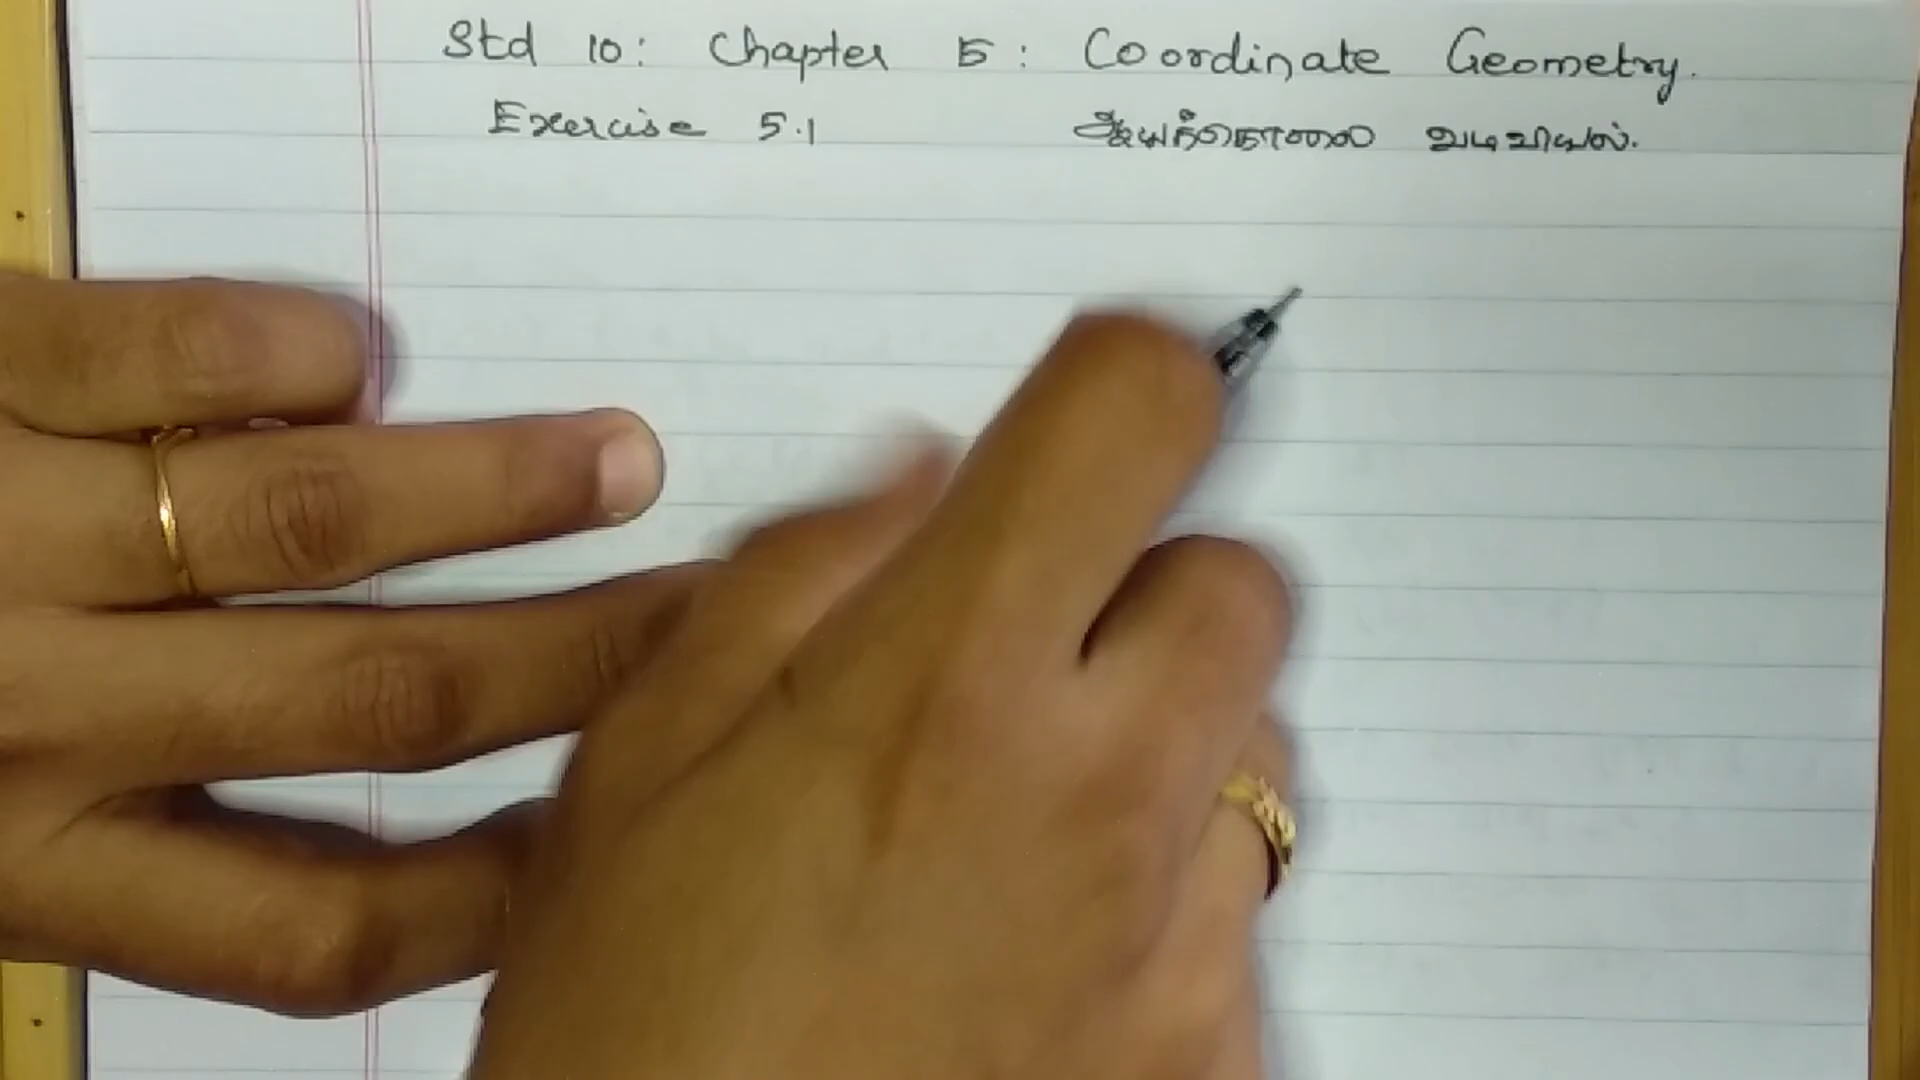 Std 10: Chapter 5: Coordinate Geometry.
Exercise 5.1 ஆயத்தொலை வடிவியல்.